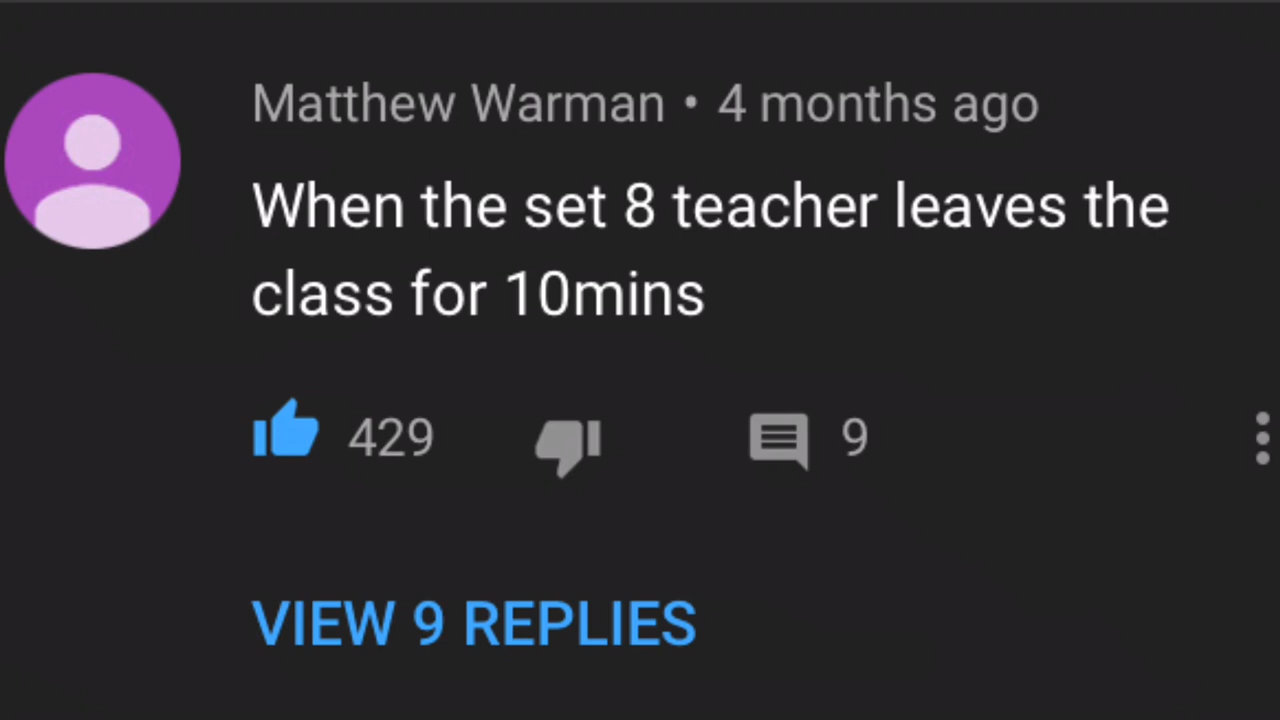 Matthew Warman • 4 months ago
When the set 8 teacher leaves the
class for 10mins
429 9
VIEW 9 REPLIES